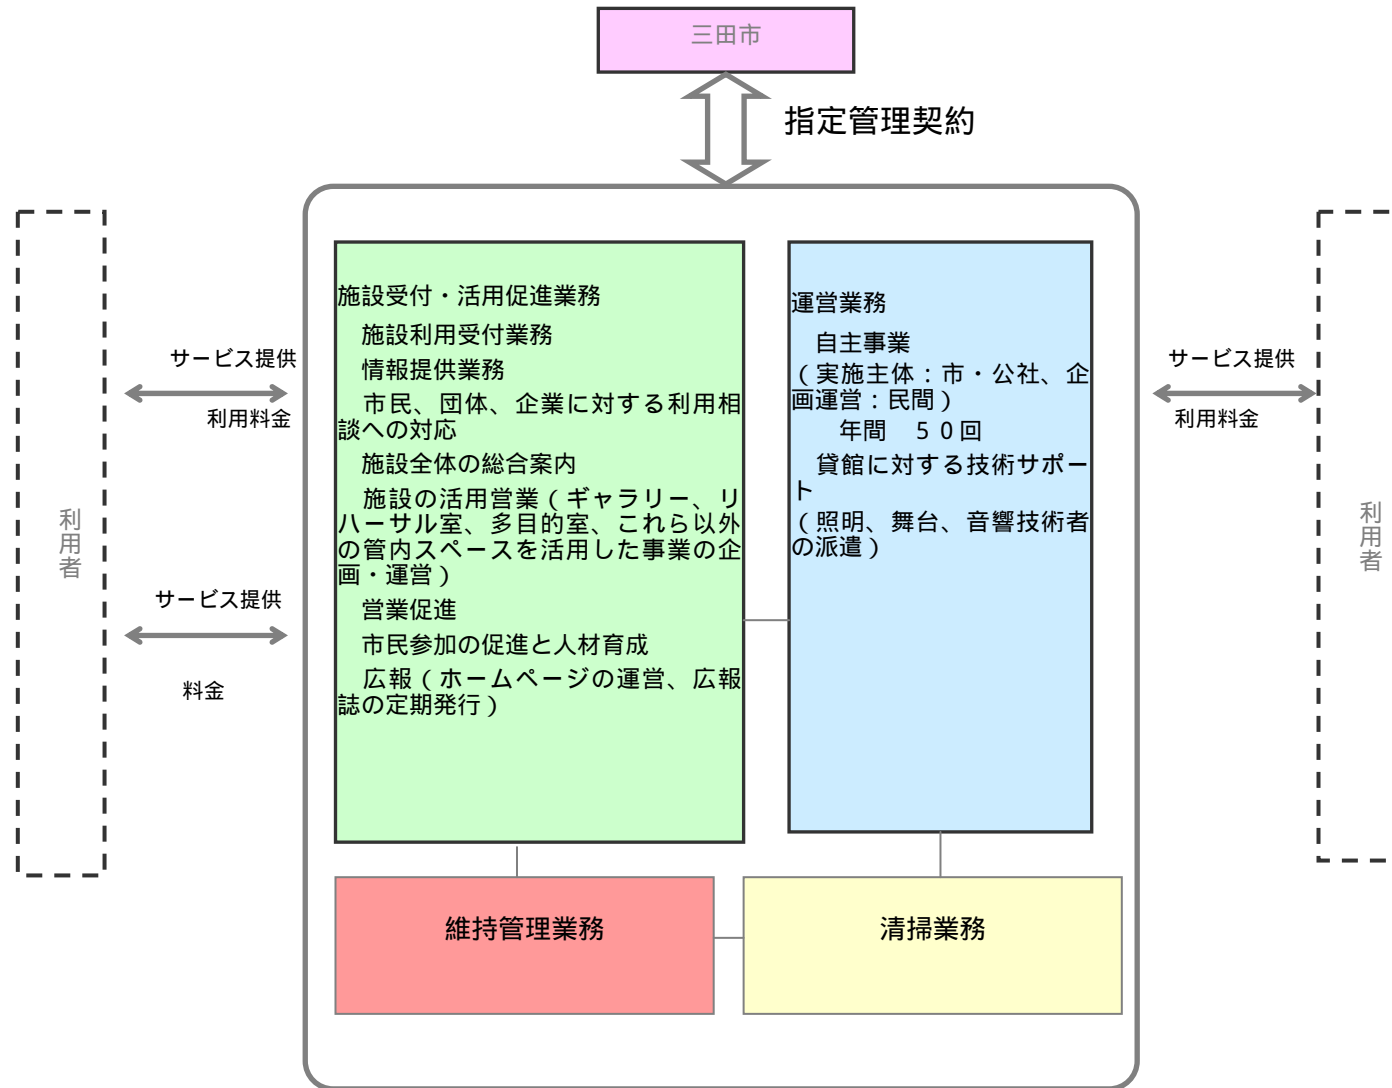 三田市
指定管理契約
利用者
サービス提供
利用料金
サービス提供
料金
施設受付・活用促進業務
施設利用受付業務
情報提供業務
市民、団体、企業に対する利用相
談への対応
施設全体の総合案内
施設の活用営業（ギャラリー、リ
ハーサル室、多目的室、これら以外
の管内スペースを活用した事業の企
画・運営）
営業促進
市民参加の促進と人材育成
広報（ホームページの運営、広報
誌の定期発行）
運営業務
自主事業
（実施主体：市・公社、企
画運営：民間）
年間　５０回
貸館に対する技術サポー
ト
（照明、舞台、音響技術者
の派遣）
サービス提供
利用料金
利用者
維持管理業務
清掃業務